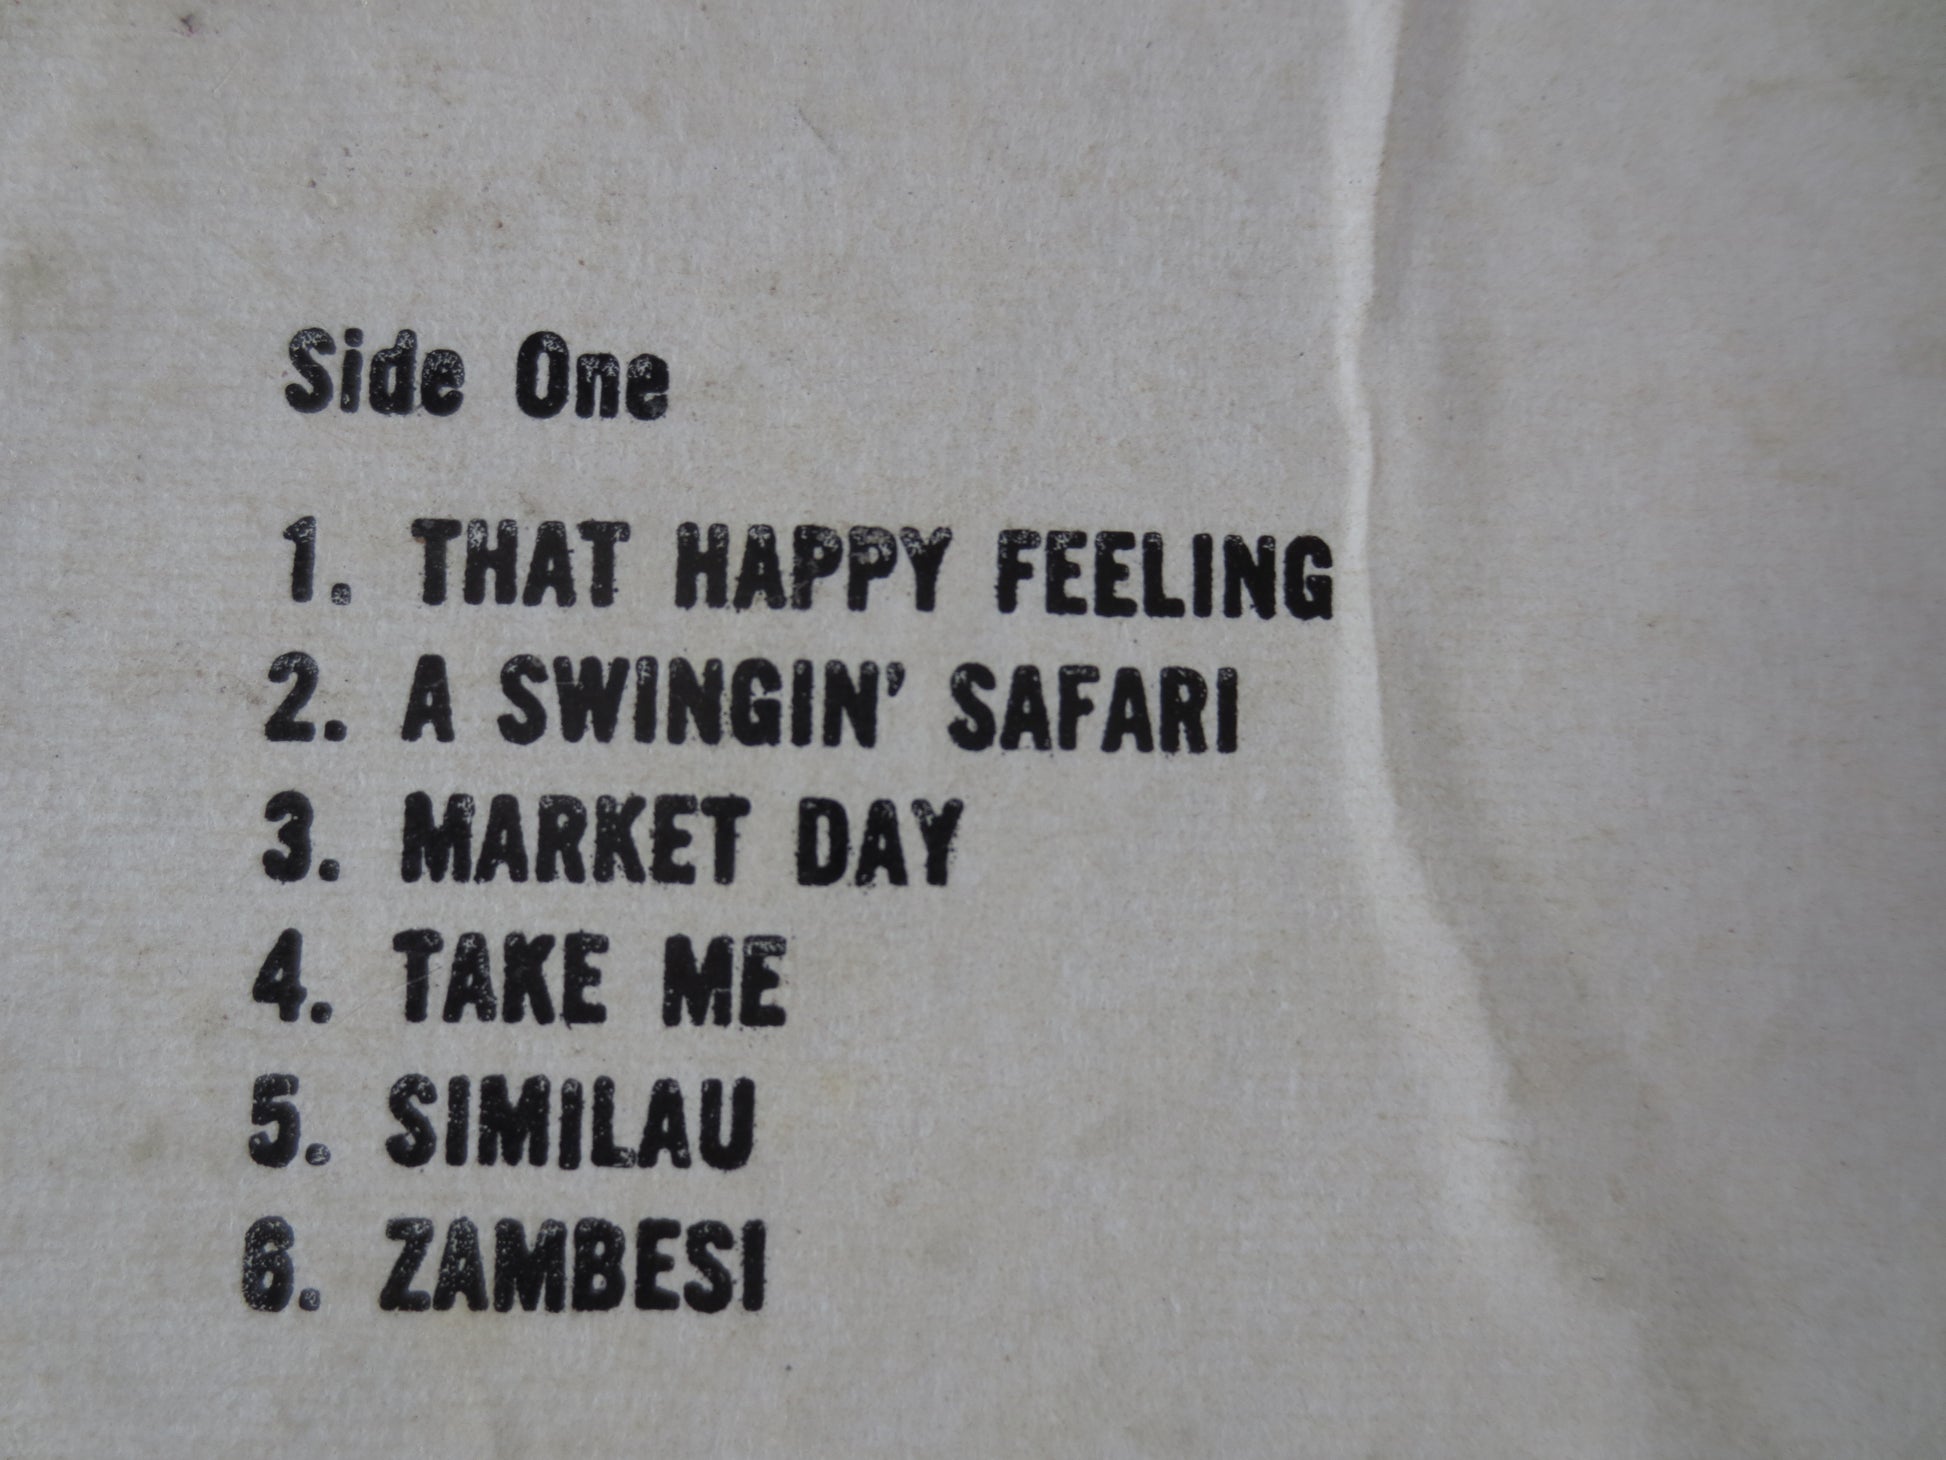 Side One
1. THAT HAPPY FEELING
2. A SWINGIN' SAFARI
3. MARKET DAY
4. TAKE ME
5. SIMILAU
6. ZAMBESI